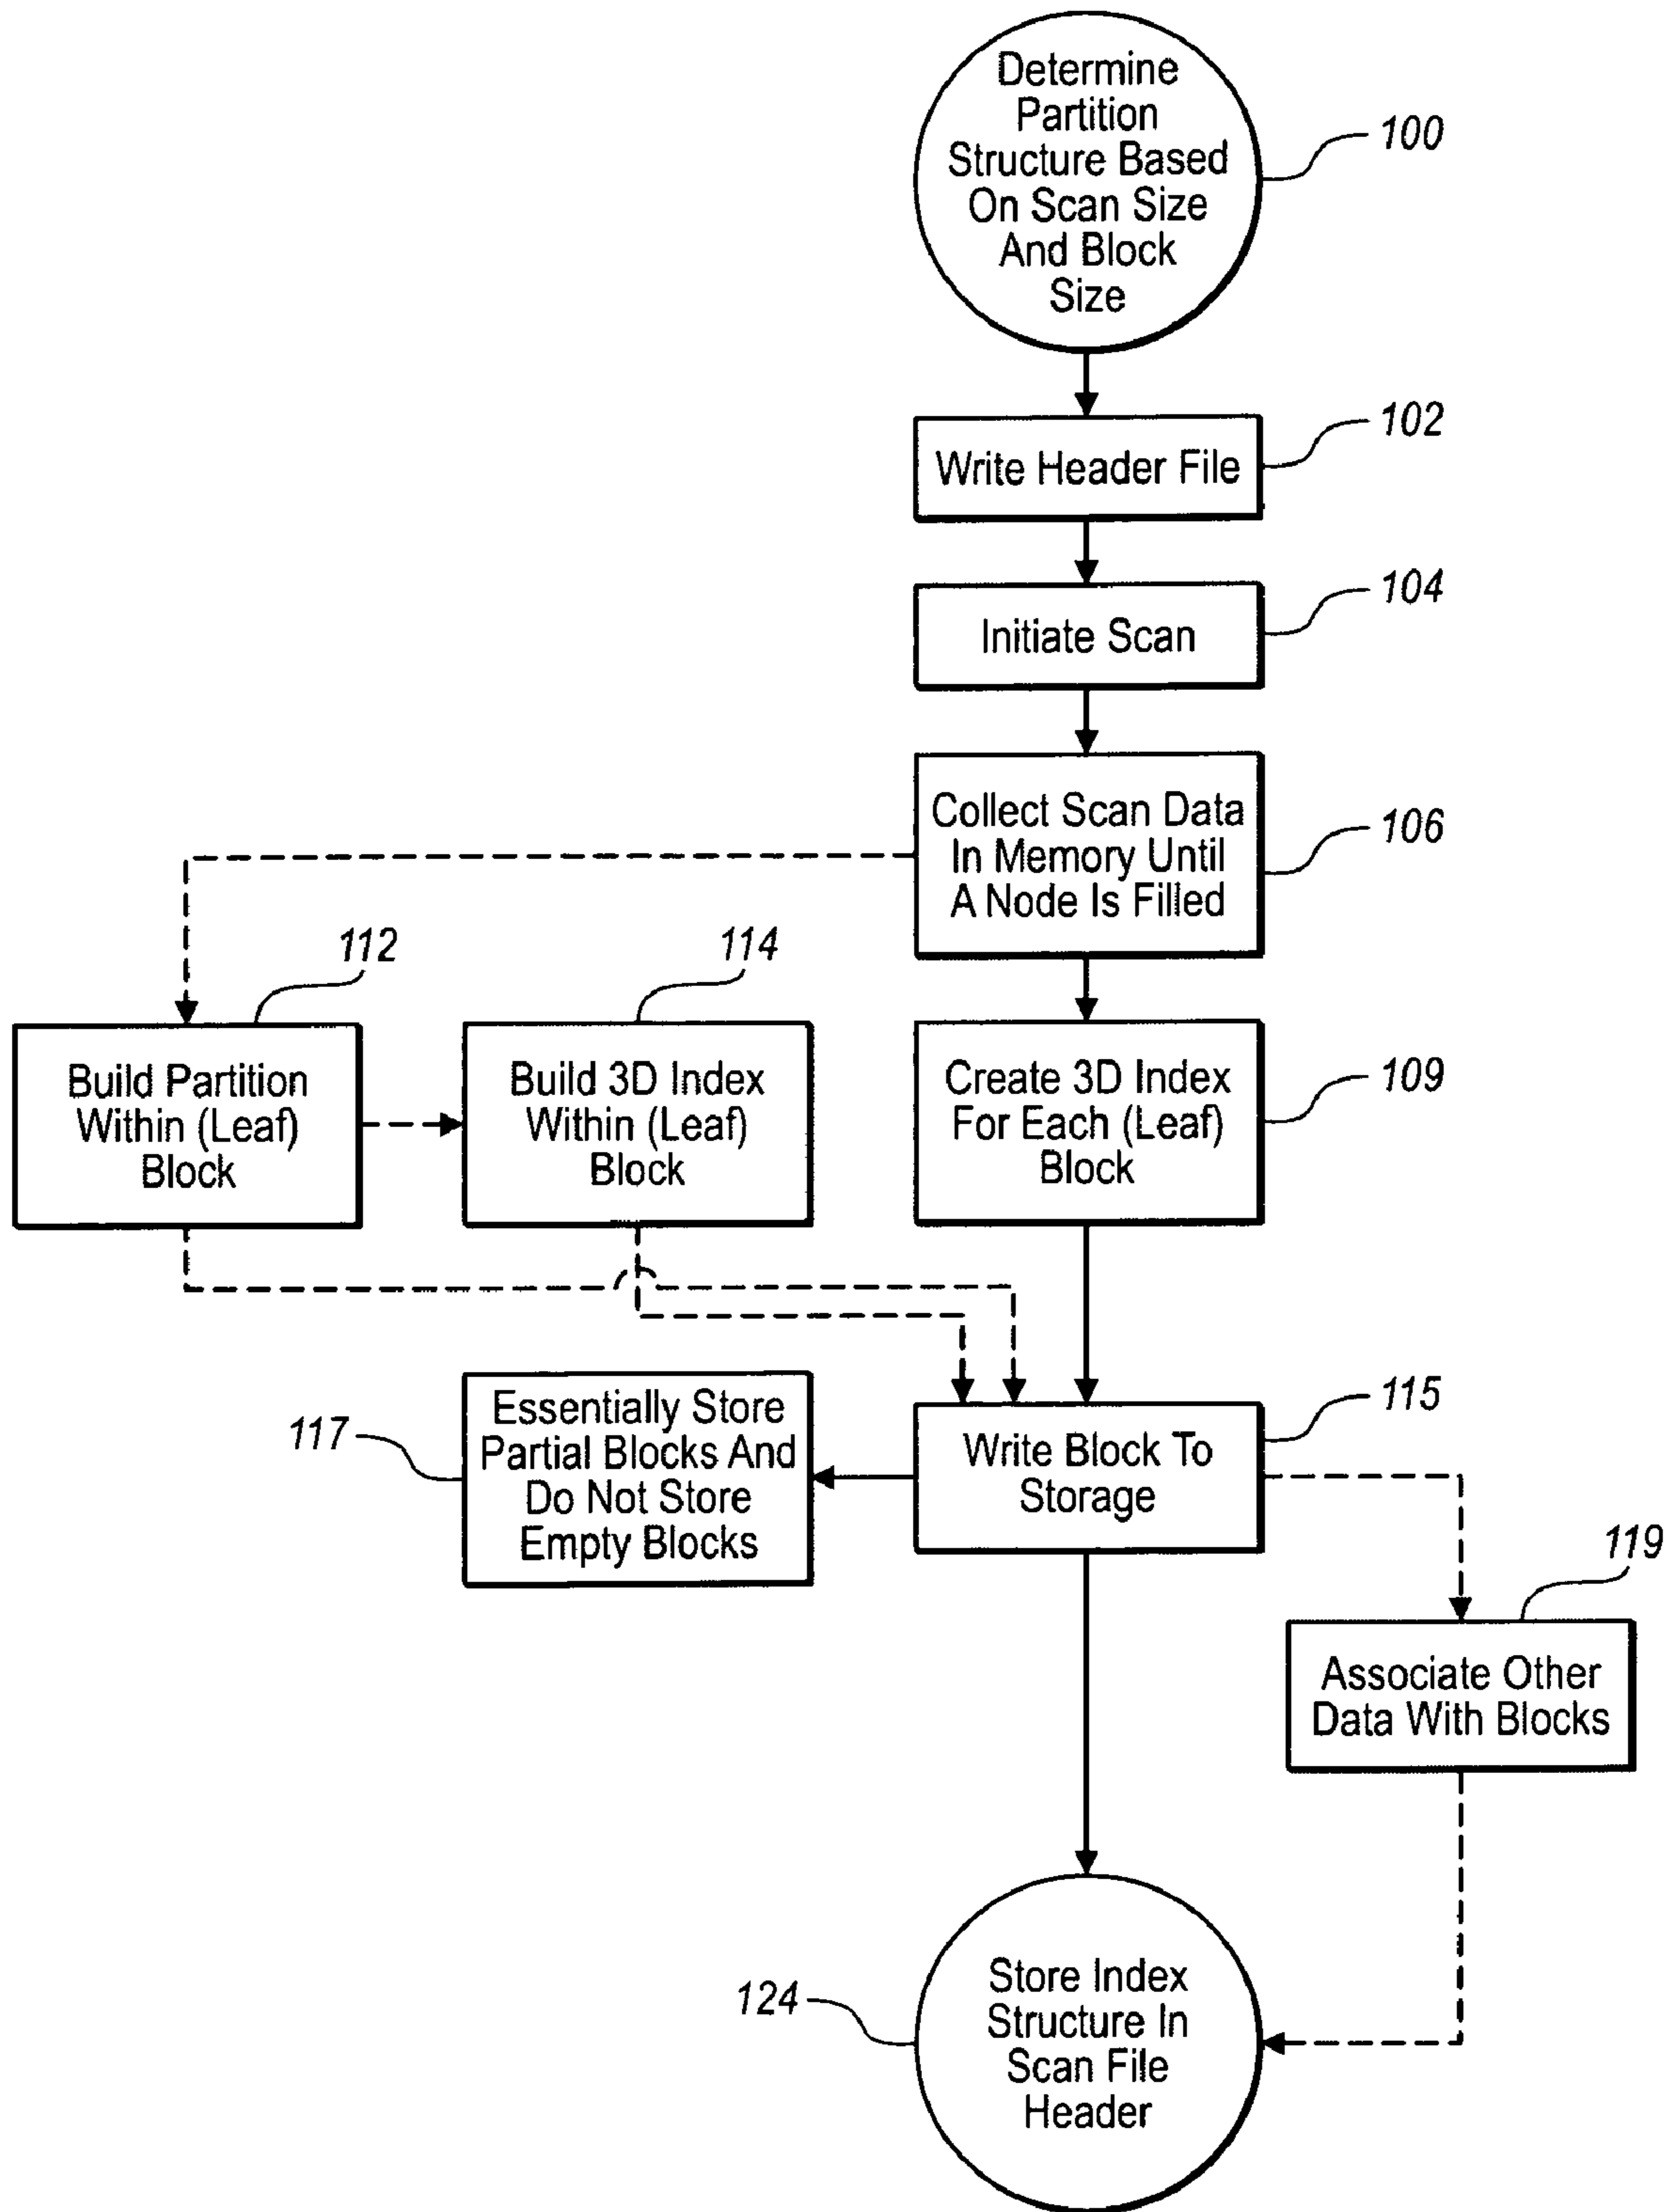 Determine
Partition
Structure Based
On Scan Size
And Block
Size
100
Write Header File
102
Initiate Scan
104
Collect Scan Data
In Memory Until
A Node Is Filled
106
112
Build Partition
Within (Leaf)
Block
114
Build 3D Index
Within (Leaf)
Block
Create 3D Index
For Each (Leaf)
Block
109
117
Essentially Store
Partial Blocks And
Do Not Store
Empty Blocks
Write Block To
Storage
115
119
Associate Other
Data With Blocks
124
Store Index
Structure In
Scan File
Header